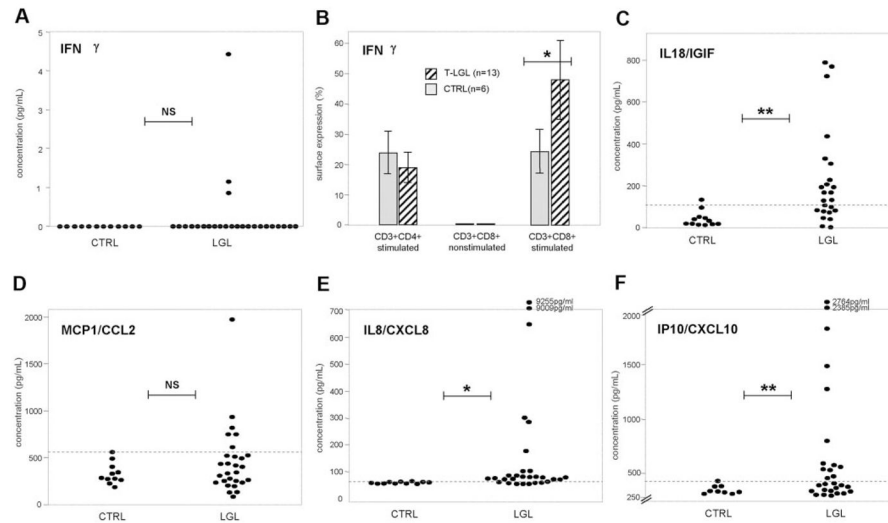 A
IFN γ
concentration (pg/mL)
5
4
3
2
1
0
NS
CTRL
LGL
B
IFN γ
surface expression (%)
60
50
40
30
20
10
0
T-LGL (n=13)
CTRL(n=6)
*
CD3+CD4+
stimulated
CD3+CD8+
nonstimulated
CD3+CD8+
stimulated
C
IL18/IGIF
concentration (pg/mL)
800
600
400
200
0
**
CTRL
LGL
D
MCP1/CCL2
concentration (pg/mL)
2000
1500
1000
500
0
NS
CTRL
LGL
E
IL8/CXCL8
concentration (pg/mL)
700
600
500
400
300
200
100
0
9255pg/ml
9009pg/ml
*
CTRL
LGL
F
IP10/CXCL10
concentration (pg/mL)
2000
1500
1000
500
250
2764pg/ml
2385pg/ml
**
CTRL
LGL